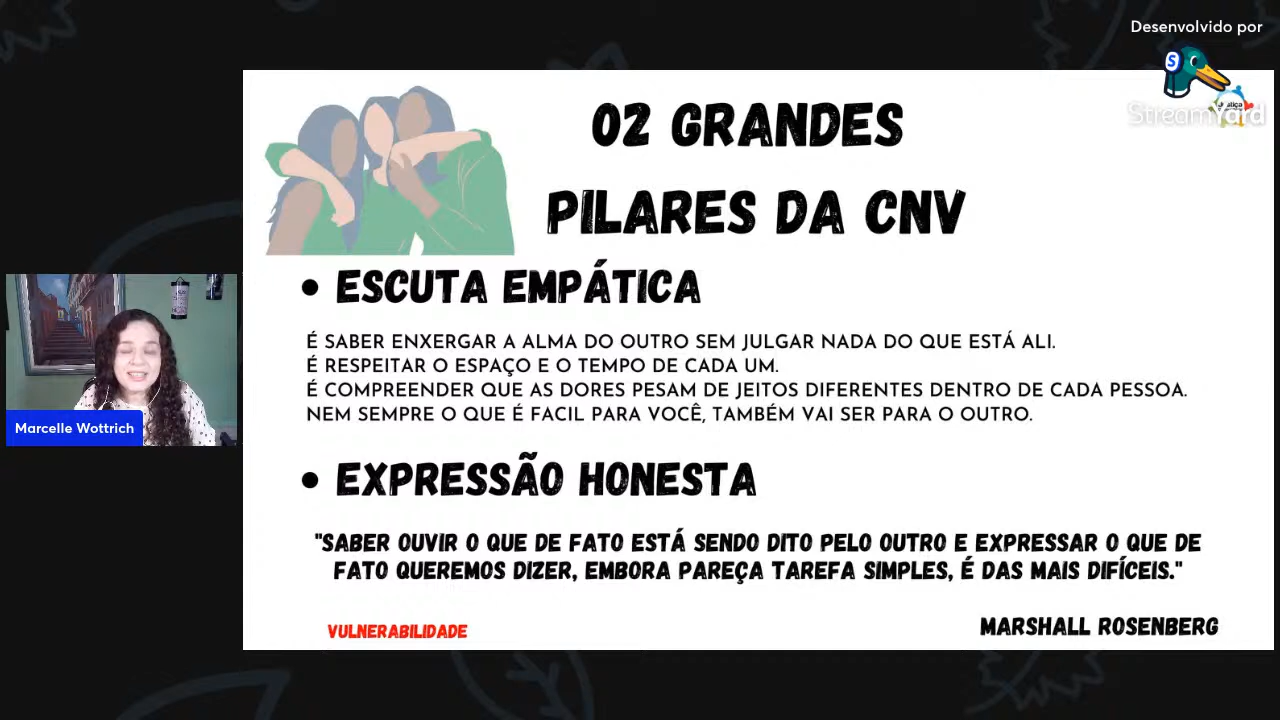 Desenvolvido por
StreamYard
02 GRANDES
PILARES DA CNV
• ESCUTA EMPÁTICA
É SABER ENXERGAR A ALMA DO OUTRO SEM JULGAR NADA DO QUE ESTÁ ALI.
É RESPEITAR O ESPAÇO E O TEMPO DE CADA UM.
É COMPREENDER QUE AS DORES PESAM DE JEITOS DIFERENTES DENTRO DE CADA PESSOA.
NEM SEMPRE O QUE É FACIL PARA VOCÊ, TAMBÉM VAI SER PARA O OUTRO.
Marcelle Wottrich
• EXPRESSÃO HONESTA
"SABER OUVIR O QUE DE FATO ESTÁ SENDO DITO PELO OUTRO E EXPRESSAR O QUE DE
FATO QUEREMOS DIZER, EMBORA PAREÇA TAREFA SIMPLES, É DAS MAIS DIFÍCEIS."
VULNERABILIDADE
MARSHALL ROSENBERG